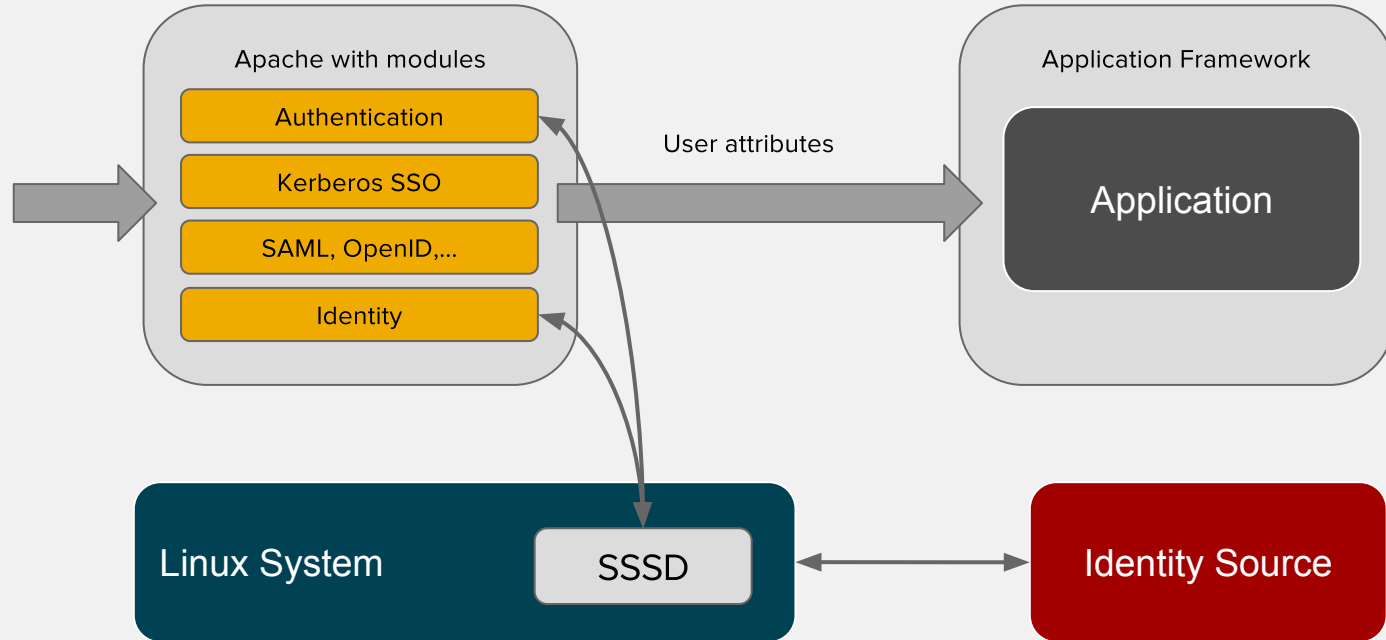 Apache with modules
Authentication
Kerberos SSO
SAML, OpenID,...
Identity
User attributes
Application Framework
Application
Linux System
SSSD
Identity Source